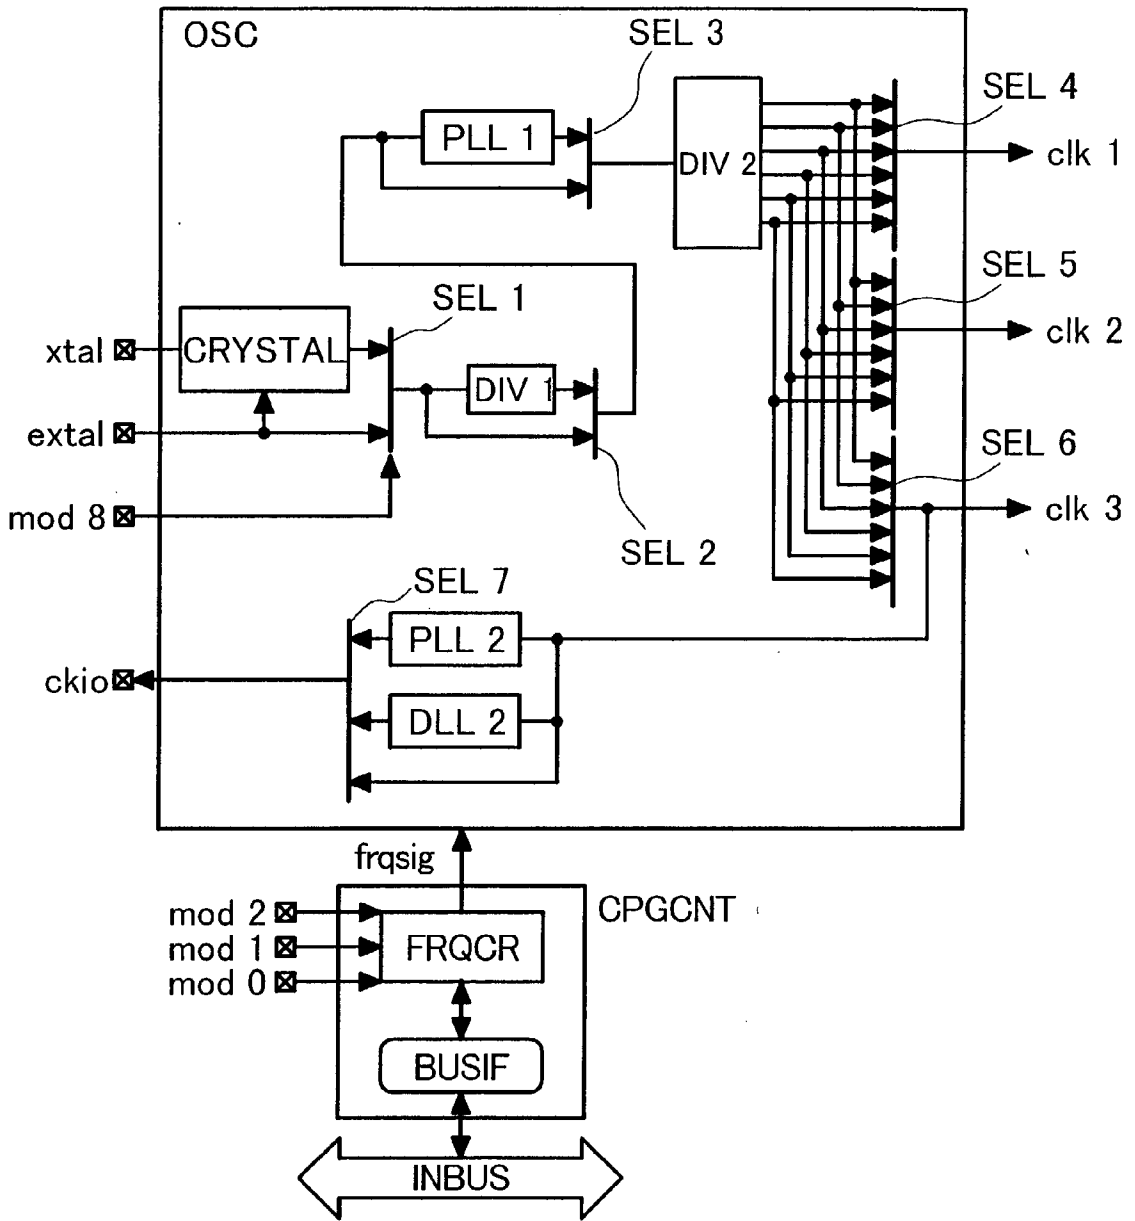 OSC
SEL 3
SEL 4
PLL 1
DIV 2
clk 1
SEL 5
SEL 1
xtal
CRYSTAL
clk 2
DIV 1
extal
SEL 6
mod 8
clk 3
SEL 2
SEL 7
PLL 2
ckio
DLL 2
frqsig
mod 2
CPGCNT
mod 1
FRQCR
mod 0
BUSIF
INBUS